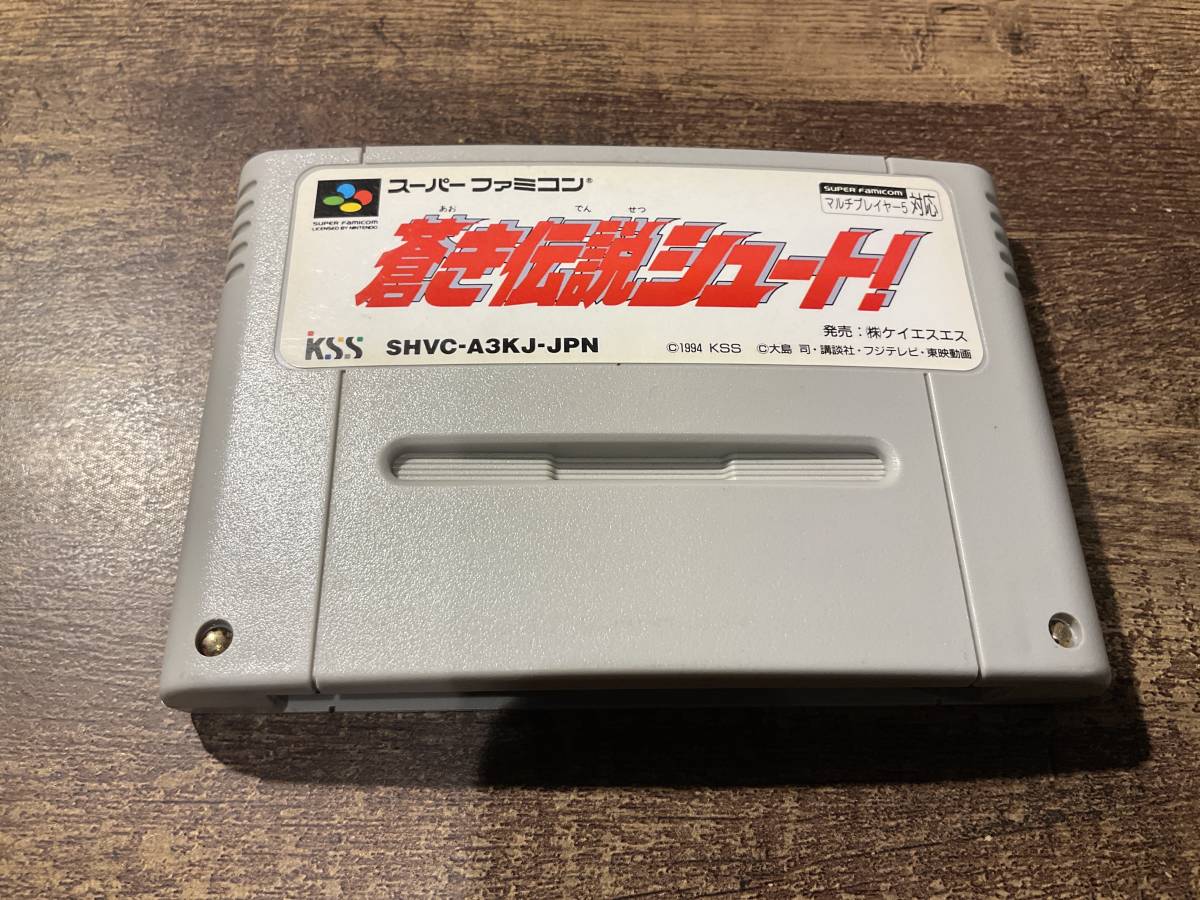 スーパーファミコン®
SUPER FAMICOM
LICENSED BY NINTENDO
SUPER FAMICOM
マルチプレイヤー5対応
あお でん せつ
蒼き伝説シュート!
発売:㈱ケイエスエス
KSS SHVC-A3KJ-JPN ©1994 KSS ©大島 司・講談社・フジテレビ・東映動画